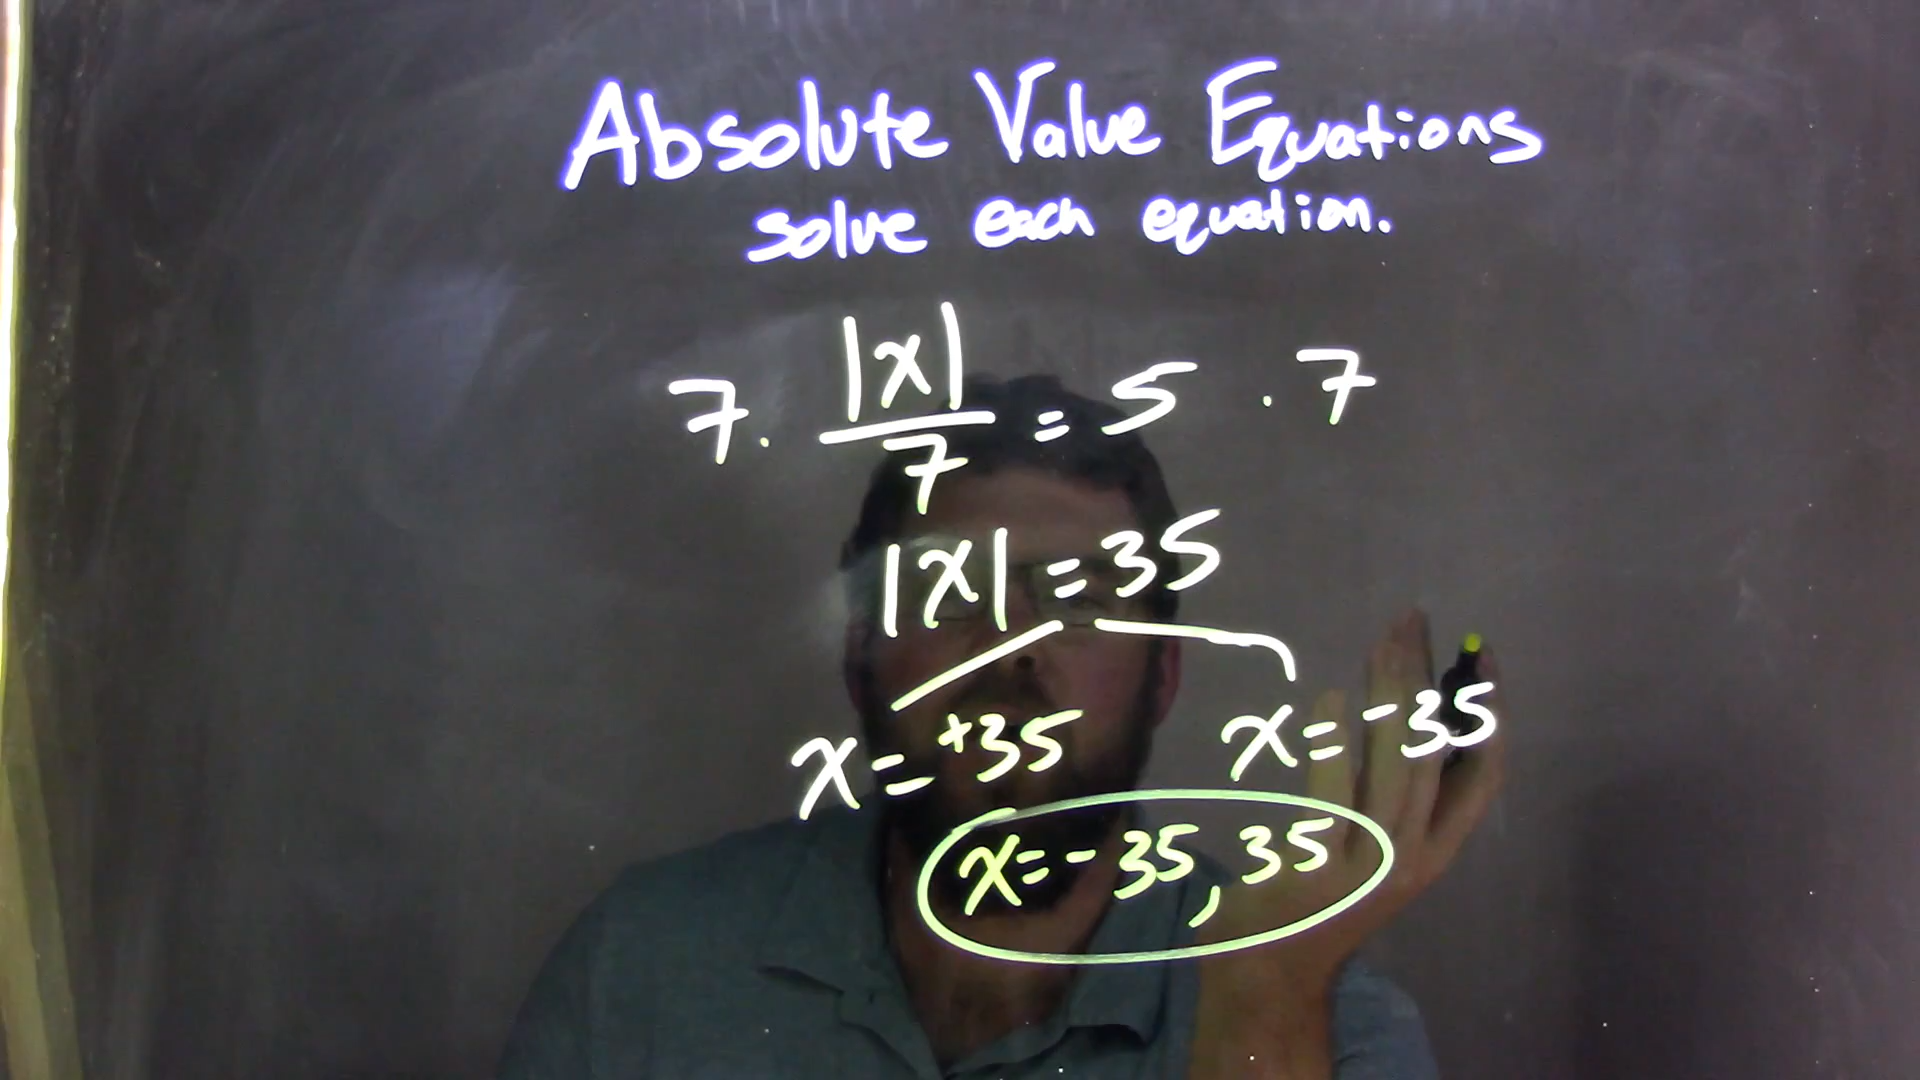 Absolute Value Equations
solve each equation.
7 · |x|/7 = 5 · 7
|x| = 35
x = +35 x = -35
x = -35, 35